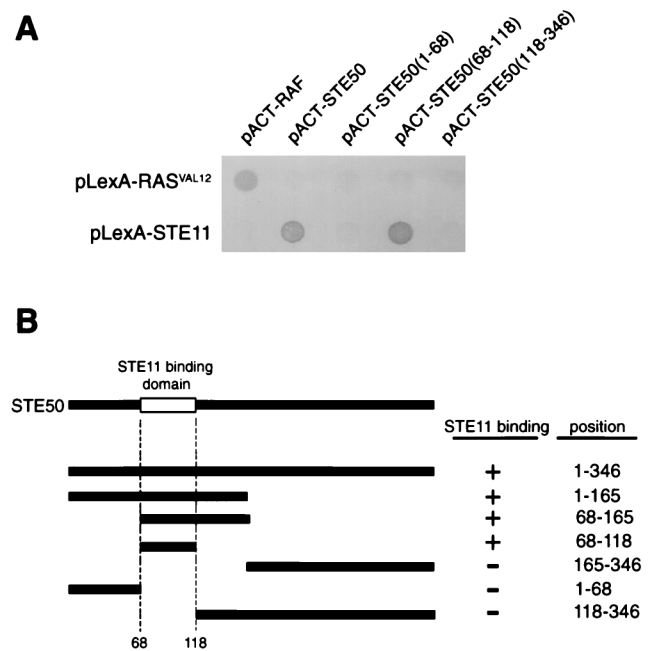 A
pACT-RAF
pACT-STE50
pACT-STE50(1-68)
pACT-STE50(68-118)
pACT-STE50(118-346)
pLexA-RASVAL12
pLexA-STE11
B
STE11 binding
domain
STE50
STE11 binding position
+ 1-346
+ 1-165
+ 68-165
+ 68-118
- 165-346
- 1-68
- 118-346
68 118